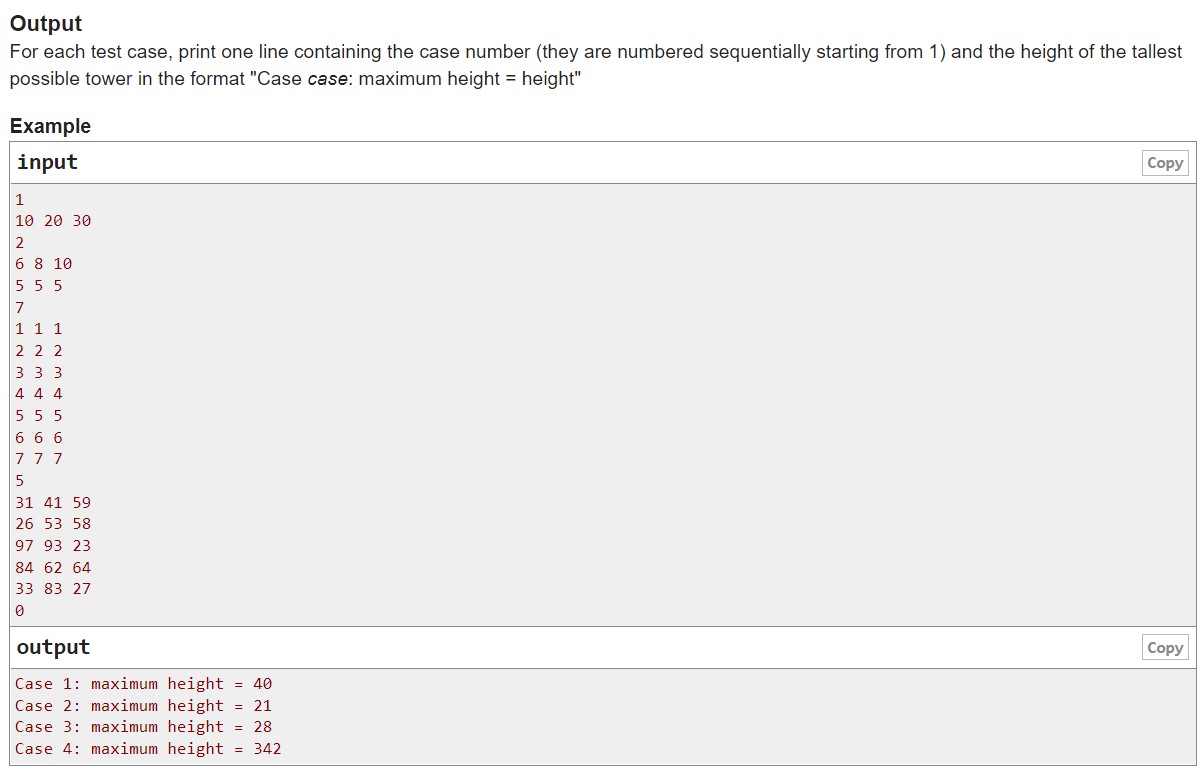 Output
For each test case, print one line containing the case number (they are numbered sequentially starting from 1) and the height of the tallest
possible tower in the format "Case case: maximum height = height"
Example
input
Copy
1
10 20 30
2
6 8 10
5 5 5
7
1 1 1
2 2 2
3 3 3
4 4 4
5 5 5
6 6 6
7 7 7
5
31 41 59
26 53 58
97 93 23
84 62 64
33 83 27
0
output
Copy
Case 1: maximum height = 40
Case 2: maximum height = 21
Case 3: maximum height = 28
Case 4: maximum height = 342